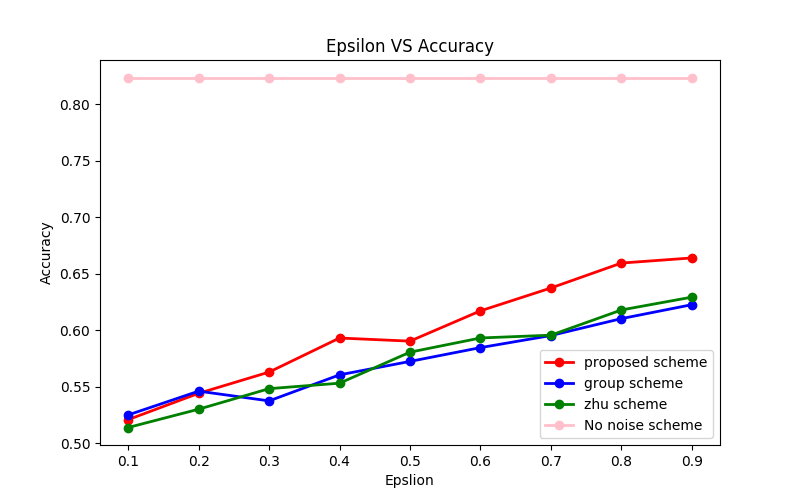 Epsilon VS Accuracy
Accuracy
0.80
0.75
0.70
0.65
0.60
0.55
0.50
0.1 0.2 0.3 0.4 0.5 0.6 0.7 0.8 0.9
Epslion
proposed scheme
group scheme
zhu scheme
No noise scheme